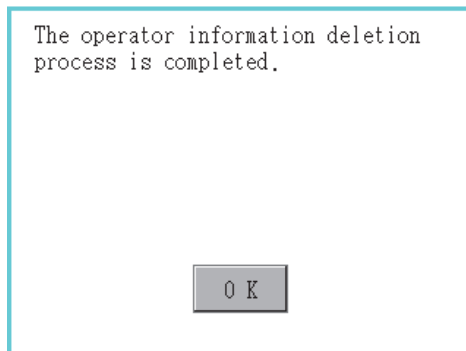 The operator information deletion
process is completed.
OK